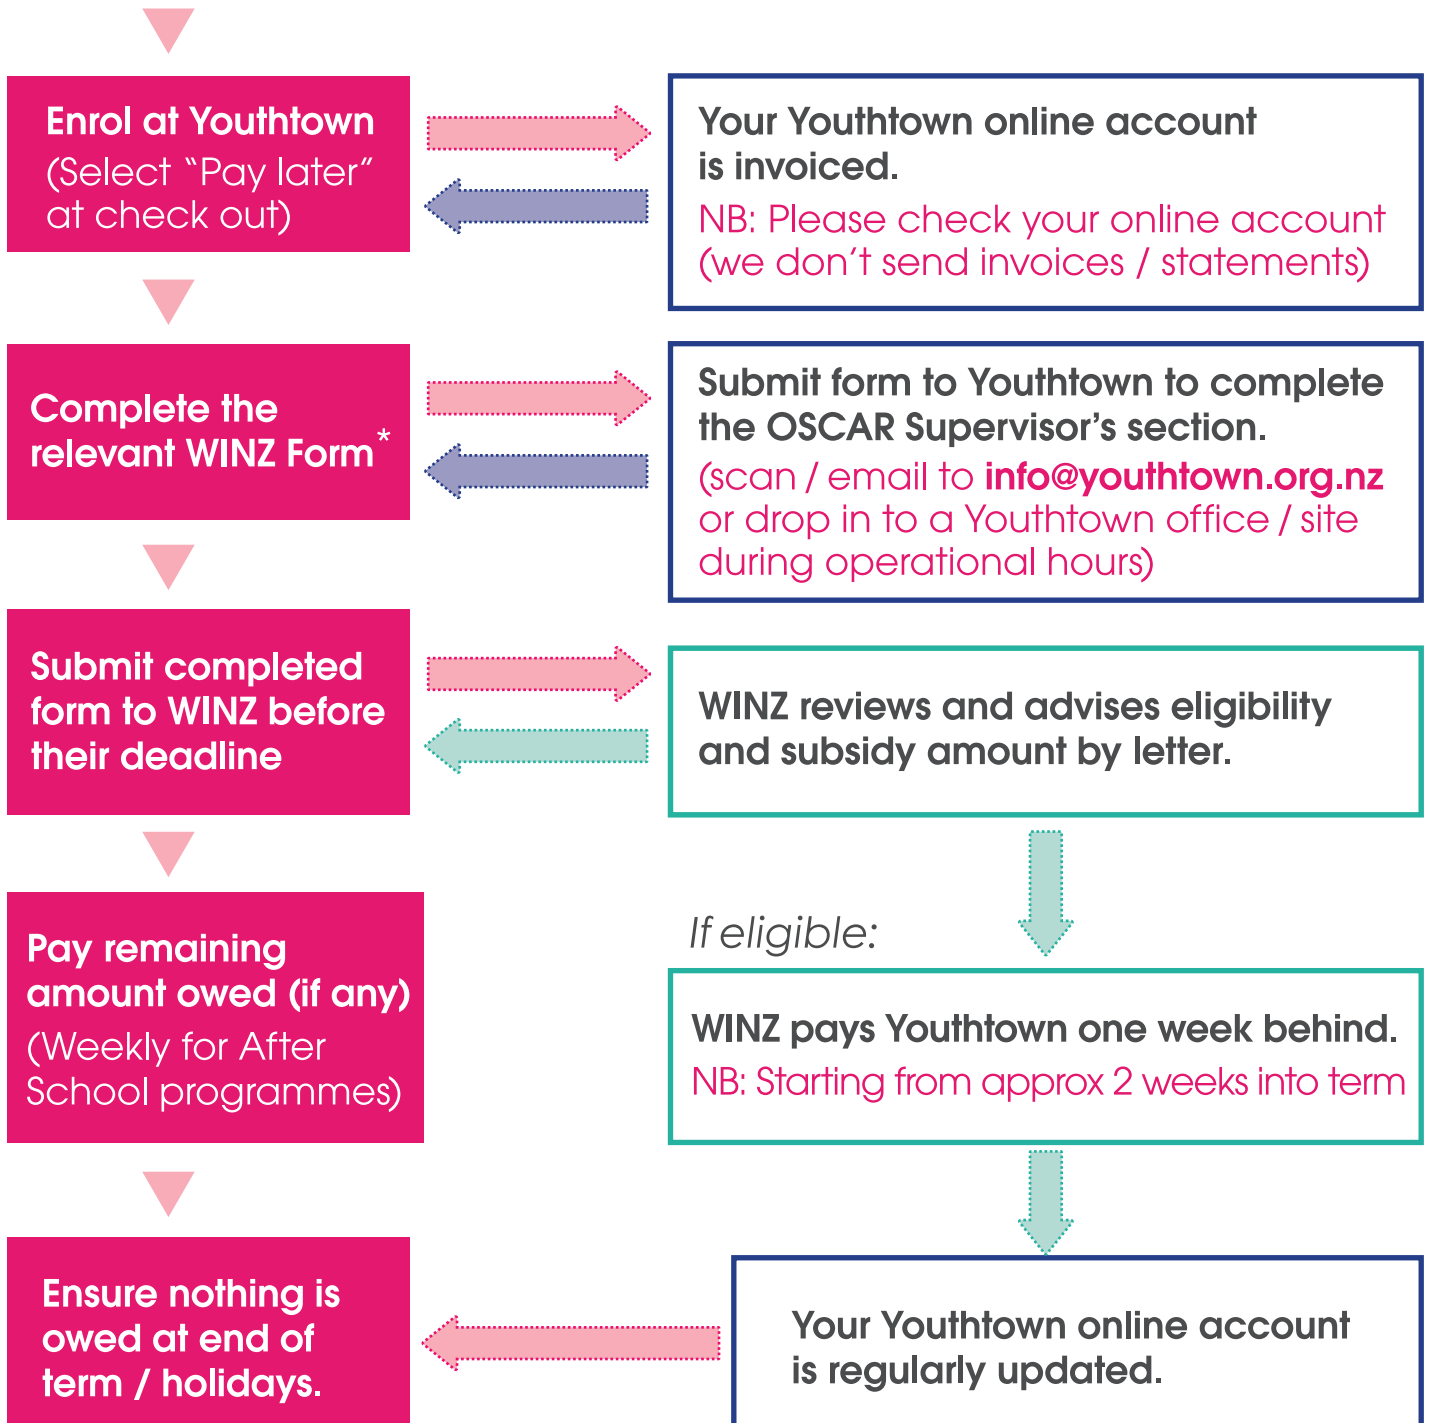 Enrol at Youthtown
(Select “Pay later”
at check out)
Your Youthtown online account
is invoiced.
NB: Please check your online account
(we don’t send invoices / statements)
Complete the
relevant WINZ Form*
Submit form to Youthtown to complete
the OSCAR Supervisor’s section.
(scan / email to info@youthtown.org.nz
or drop in to a Youthtown office / site
during operational hours)
Submit completed
form to WINZ before
their deadline
WINZ reviews and advises eligibility
and subsidy amount by letter.
Pay remaining
amount owed (if any)
(Weekly for After
School programmes)
If eligible:
WINZ pays Youthtown one week behind.
NB: Starting from approx 2 weeks into term
Ensure nothing is
owed at end of
term / holidays.
Your Youthtown online account
is regularly updated.